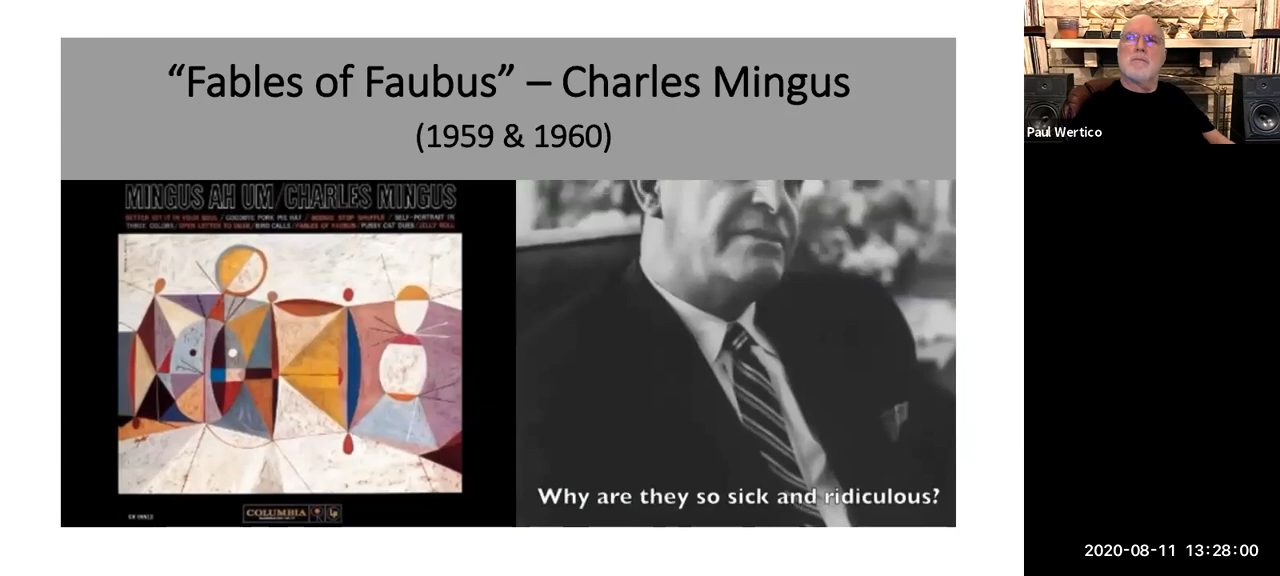 “Fables of Faubus” – Charles Mingus
(1959 & 1960)
MINGUS AH UM/CHARLES MINGUS
BETTER GIT IT IN YOUR SOUL / GOODBYE PORK PIE HAT / BOOGIE STOP SHUFFLE / SELF-PORTRAIT IN
THREE COLORS / OPEN LETTER TO DUKE / BIRD CALLS / FABLES OF FAUBUS / PUSSY CAT DUES / JELLY ROLL
COLUMBIA
Why are they so sick and ridiculous?
Paul Wertico
2020-08-11 13:28:00